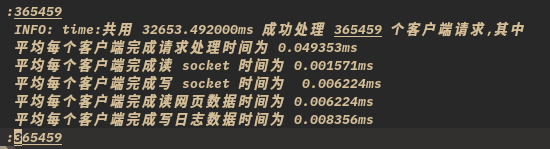 :365459
INFO: time:共用 32653.492000ms 成功处理 365459 个客户端请求,其中
平均每个客户端完成请求处理时间为 0.049353ms
平均每个客户端完成读 socket 时间为 0.001571ms
平均每个客户端完成写 socket 时间为  0.006224ms
平均每个客户端完成读网页数据时间为 0.006224ms
平均每个客户端完成写日志数据时间为 0.008356ms
:365459